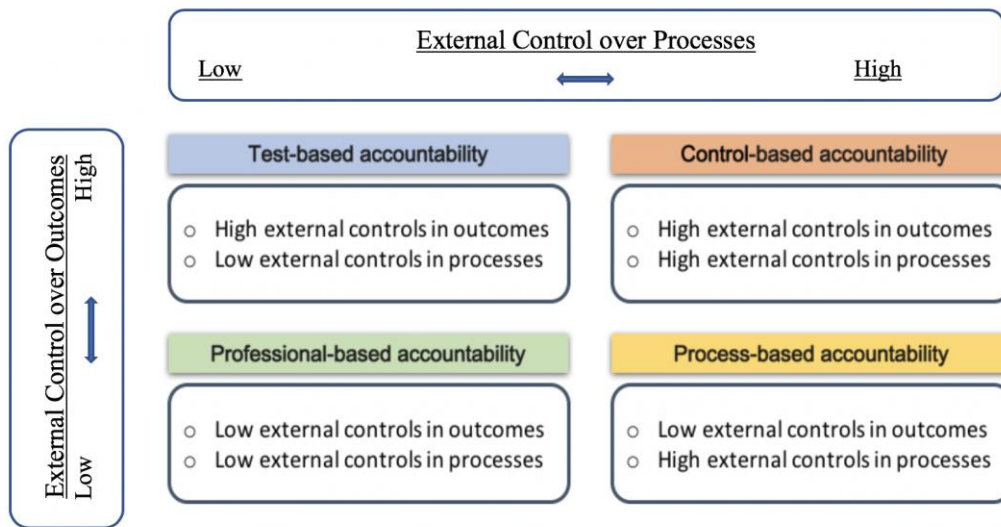 External Control over Processes
Low High
External Control over Outcomes
Low High
Test-based accountability
High external controls in outcomes
Low external controls in processes
Control-based accountability
High external controls in outcomes
High external controls in processes
Professional-based accountability
Low external controls in outcomes
Low external controls in processes
Process-based accountability
Low external controls in outcomes
High external controls in processes